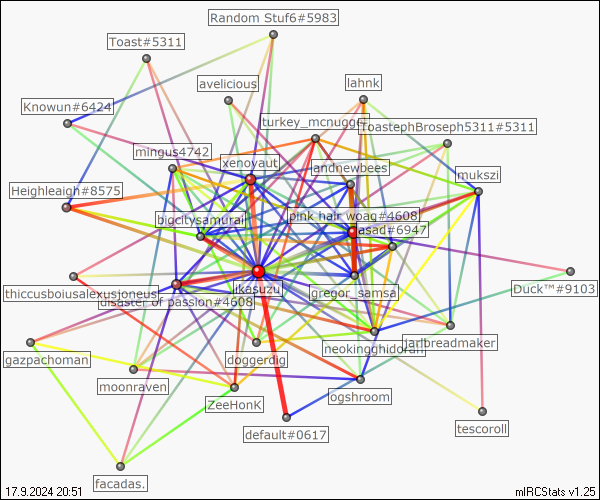 Random Stuf6#5983
Toast#5311
avelicious
lahnk
Knowun#6424
turkey_mcnugge
ToastephBroseph5311#5311
mingus4742
xenoyaut
andnewbees
mukszi
Heighleaigh#8575
bigcitysamurai
pink hair woag#4608
asad#6947
thiccusboiusalexusjoneus
ikasuzu
gregor_samsa
Duck™#9103
disaster of passion#4608
neokingghidorah
jarlbreadmaker
gazpachoman
doggerdig
moonraven
ZeeHonK
ogshroom
default#0617
tescoroll
facadas.
17.9.2024 20:51
mIRCStats v1.25